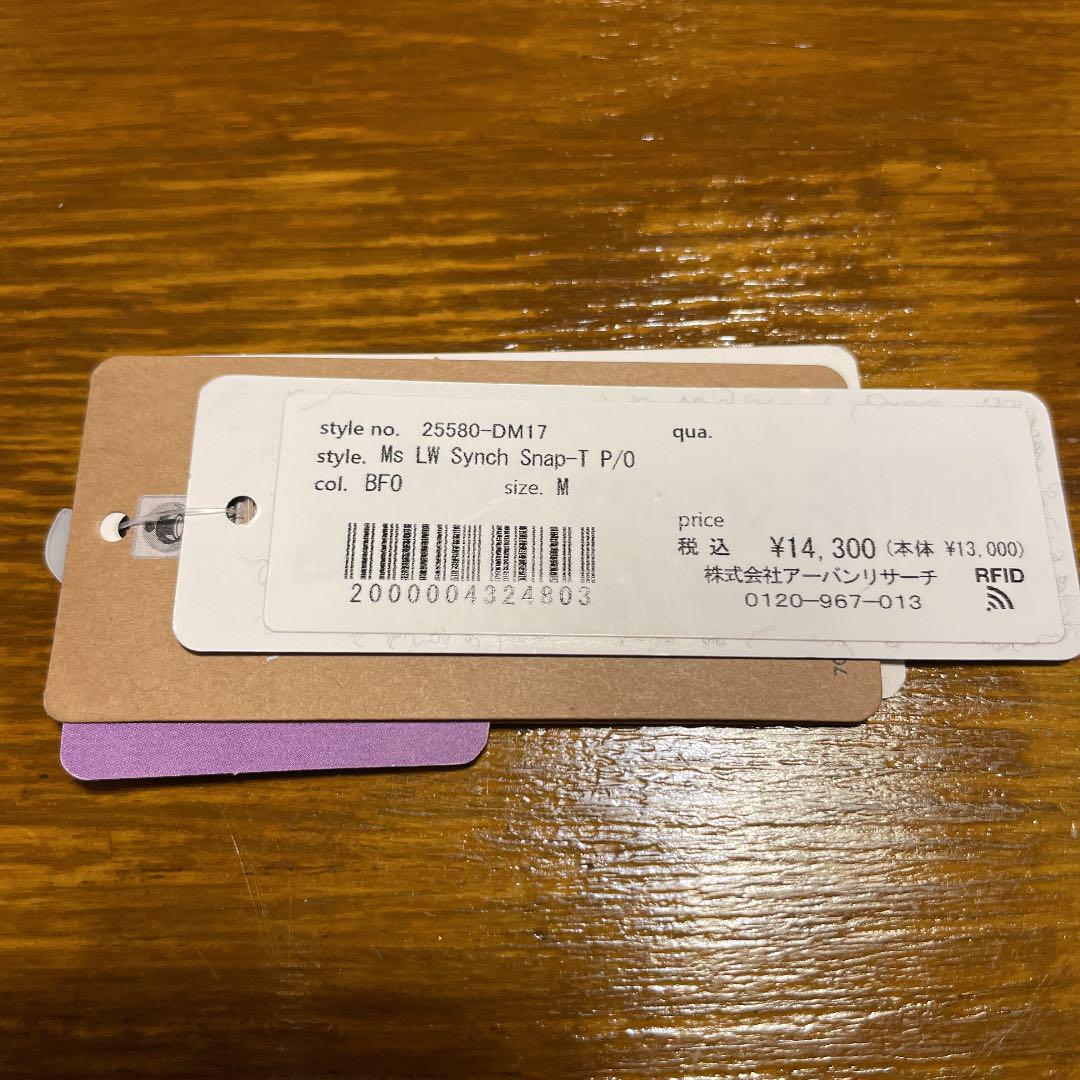 style no. 25580-DM17
qua.
style. Ms LW Synch Snap-T P/O
col. BFO size. M
price
税込 ¥14,300 (本体 ¥13,000)
株式会社アーバンリサーチ
RFID
0120-967-013
2000004324803